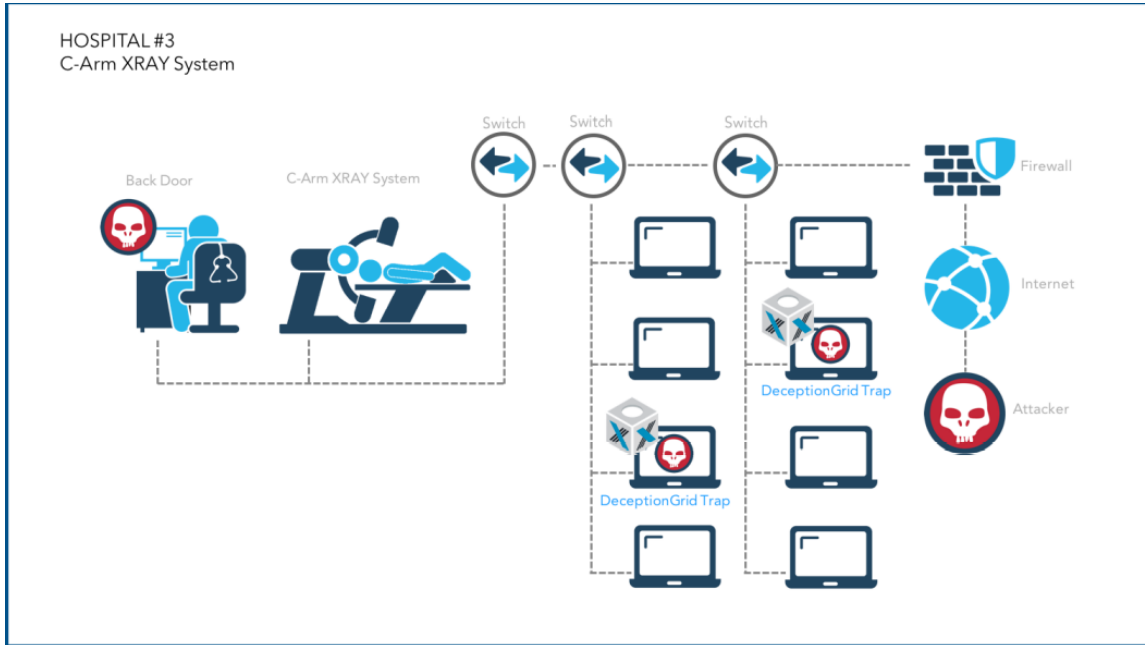 HOSPITAL #3
C-Arm XRAY System
Switch
Switch
Switch
Back Door
C-Arm XRAY System
Firewall
Internet
DeceptionGrid Trap
Attacker
DeceptionGrid Trap